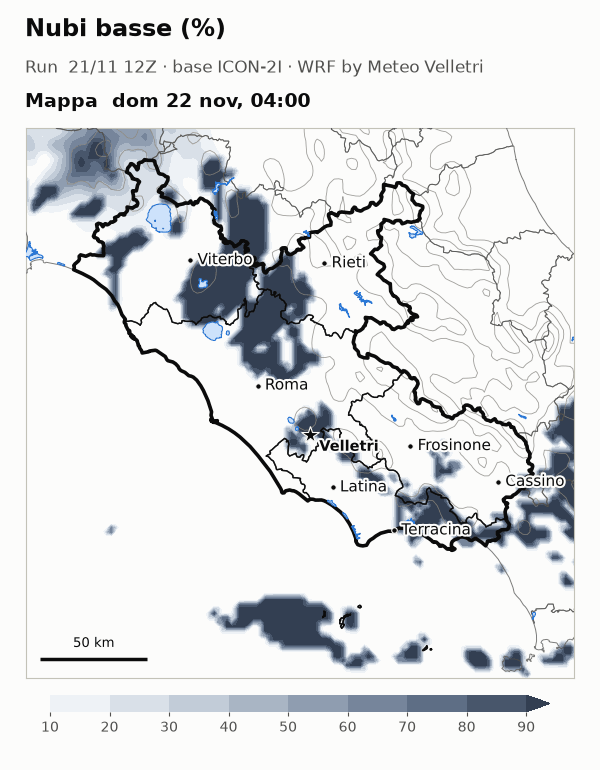 Nubi basse (%)
Run  21/11 12Z · base ICON-2I · WRF by Meteo Velletri
Mappa  dom 22 nov, 04:00
Viterbo
Rieti
Roma
Velletri
Frosinone
Cassino
Latina
Terracina
50 km
10 20 30 40 50 60 70 80 90